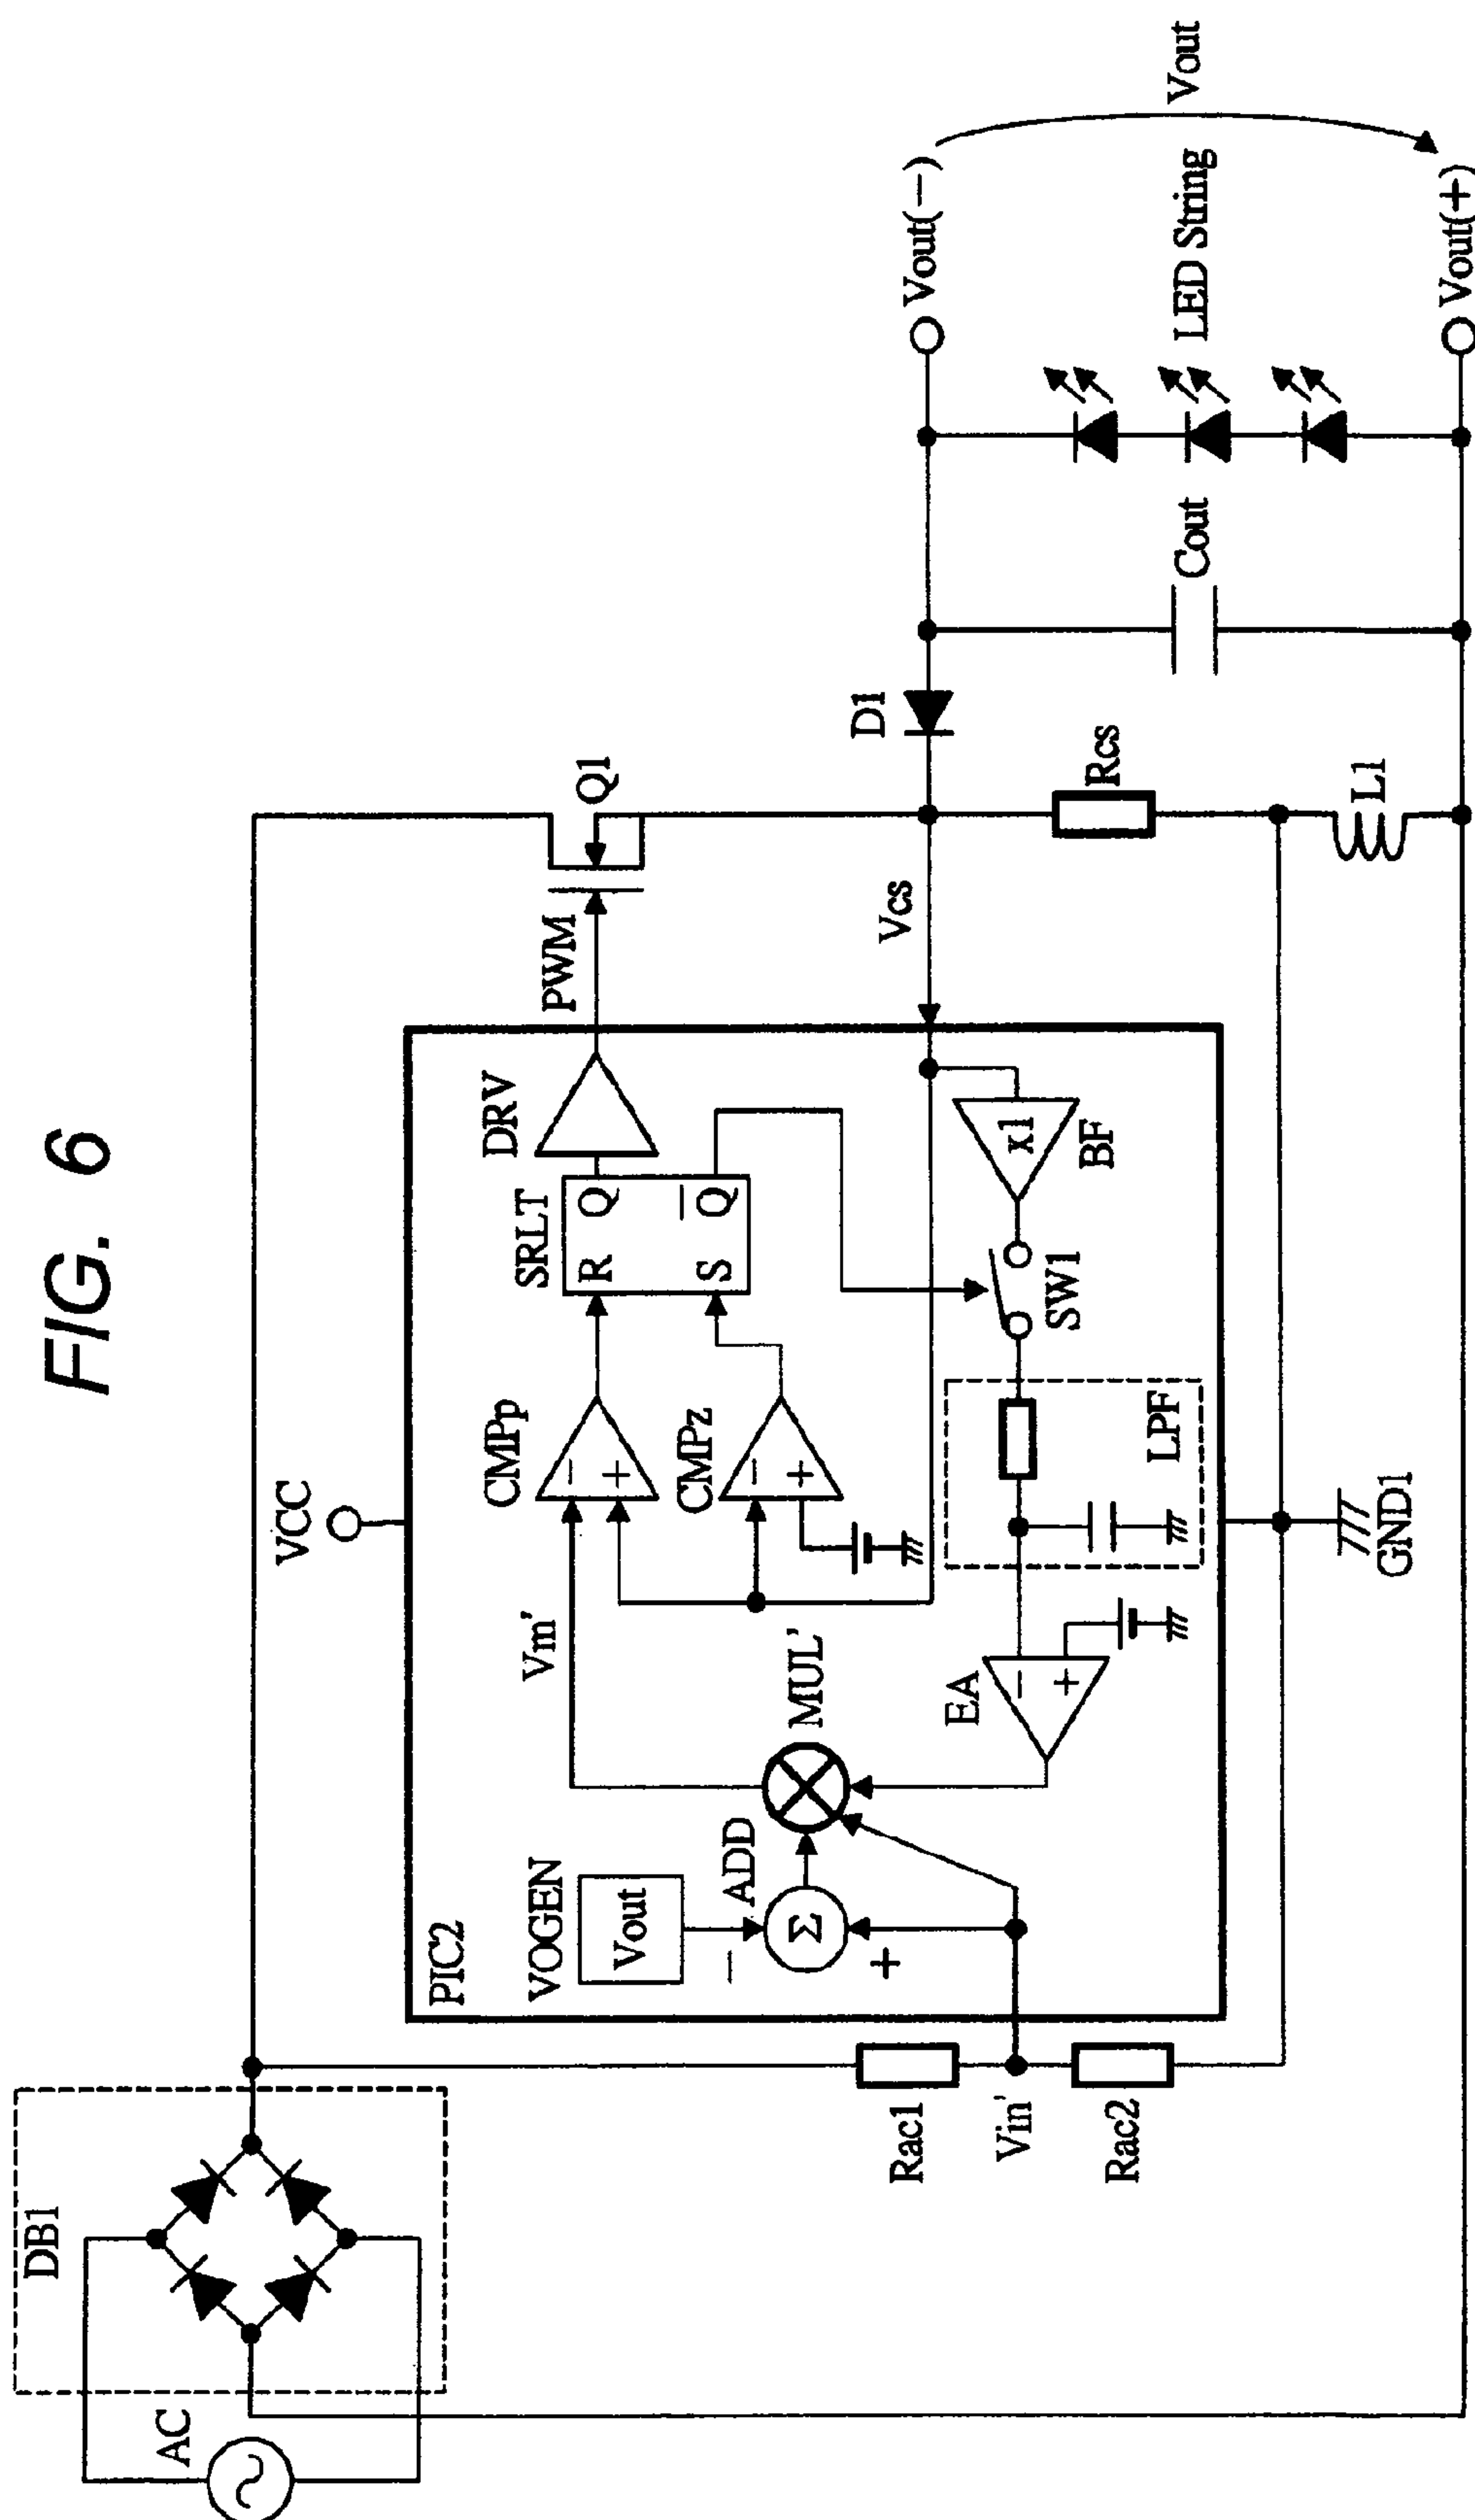 FIG. 6
AC
DB1
VCC
PIC2
VOGEN
Vout
ADD
−
Σ
+
MUL'
Vm'
CMPp
−
+
CMPz
−
+
SRLT
R
Q
S
Q̅
DRV
PWM
Q1
Vcs
D1
Rac1
Vin'
Rac2
EA
−
+
LPF
SW1
x1
BF
Rcs
L1
GND1
Cout
LED String
Vout(−)
Vout
Vout(+)